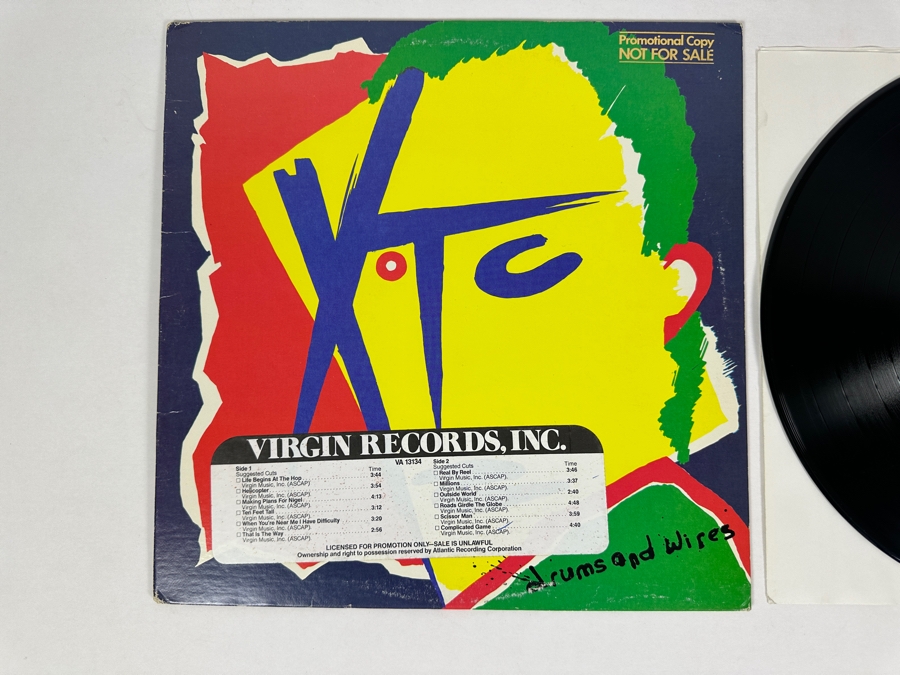 Promotional Copy
NOT FOR SALE
XTC
VIRGIN RECORDS, INC.
VA 13134
Side 1
Suggested Cuts Time
Life Begins At The Hop 3:44
Virgin Music, Inc. (ASCAP).
Helicopter 3:54
Virgin Music, Inc. (ASCAP).
Making Plans For Nigel 4:13
Virgin Music, Inc. (ASCAP).
Ten Feet Tall 3:12
Virgin Music, Inc. (ASCAP).
When You're Near Me I Have Difficulty 3:20
Virgin Music, Inc. (ASCAP).
That Is The Way 2:56
Virgin Music, Inc. (ASCAP).
Side 2
Suggested Cuts Time
Real By Reel 3:46
Virgin Music, Inc. (ASCAP).
Millions 3:37
Virgin Music, Inc. (ASCAP).
Outside World 2:40
Virgin Music, Inc. (ASCAP).
Roads Girdle The Globe 4:48
Virgin Music, Inc. (ASCAP).
Scissor Man 3:59
Virgin Music, Inc. (ASCAP).
Complicated Game 4:40
Virgin Music, Inc. (ASCAP).
LICENSED FOR PROMOTION ONLY—SALE IS UNLAWFUL
Ownership and right to possession reserved by Atlantic Recording Corporation
drums and wires